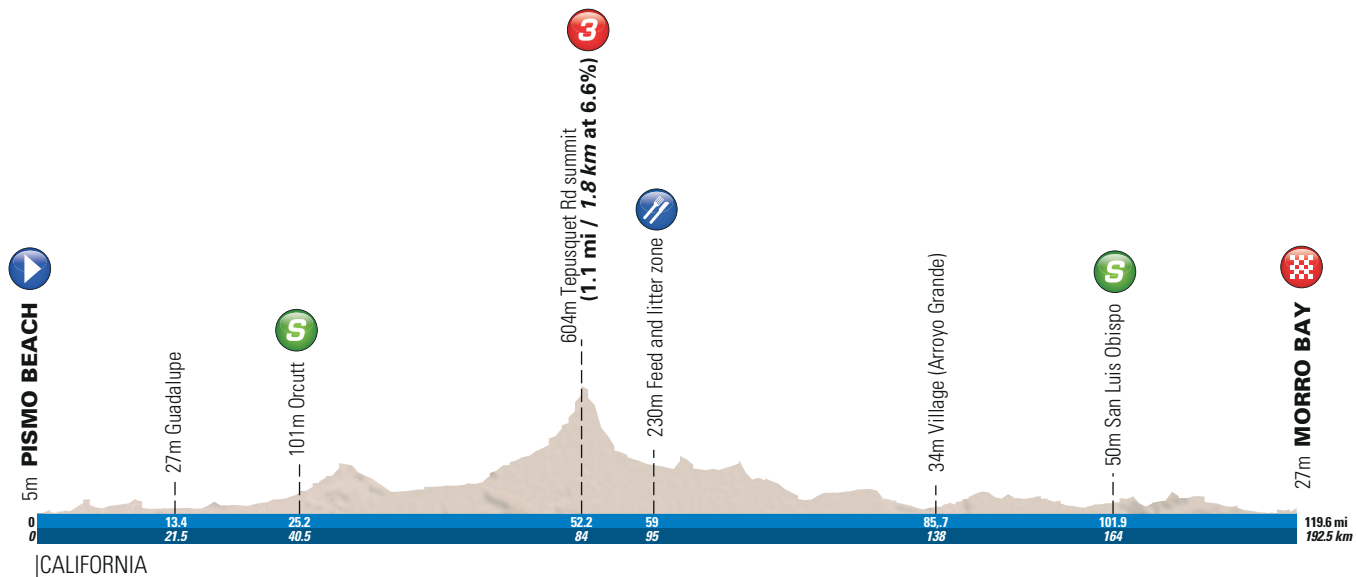 3
604m Tepusquet Rd summit
(1.1 mi / 1.8 km at 6.6%)
230m Feed and litter zone
5m PISMO BEACH
27m Guadalupe
S
101m Orcutt
34m Village (Arroyo Grande)
S
50m San Luis Obispo
27m MORRO BAY
0 13.4 25.2 52.2 59 85.7 101.9 119.6 mi
0 21.5 40.5 84 95 138 164 192.5 km
|CALIFORNIA